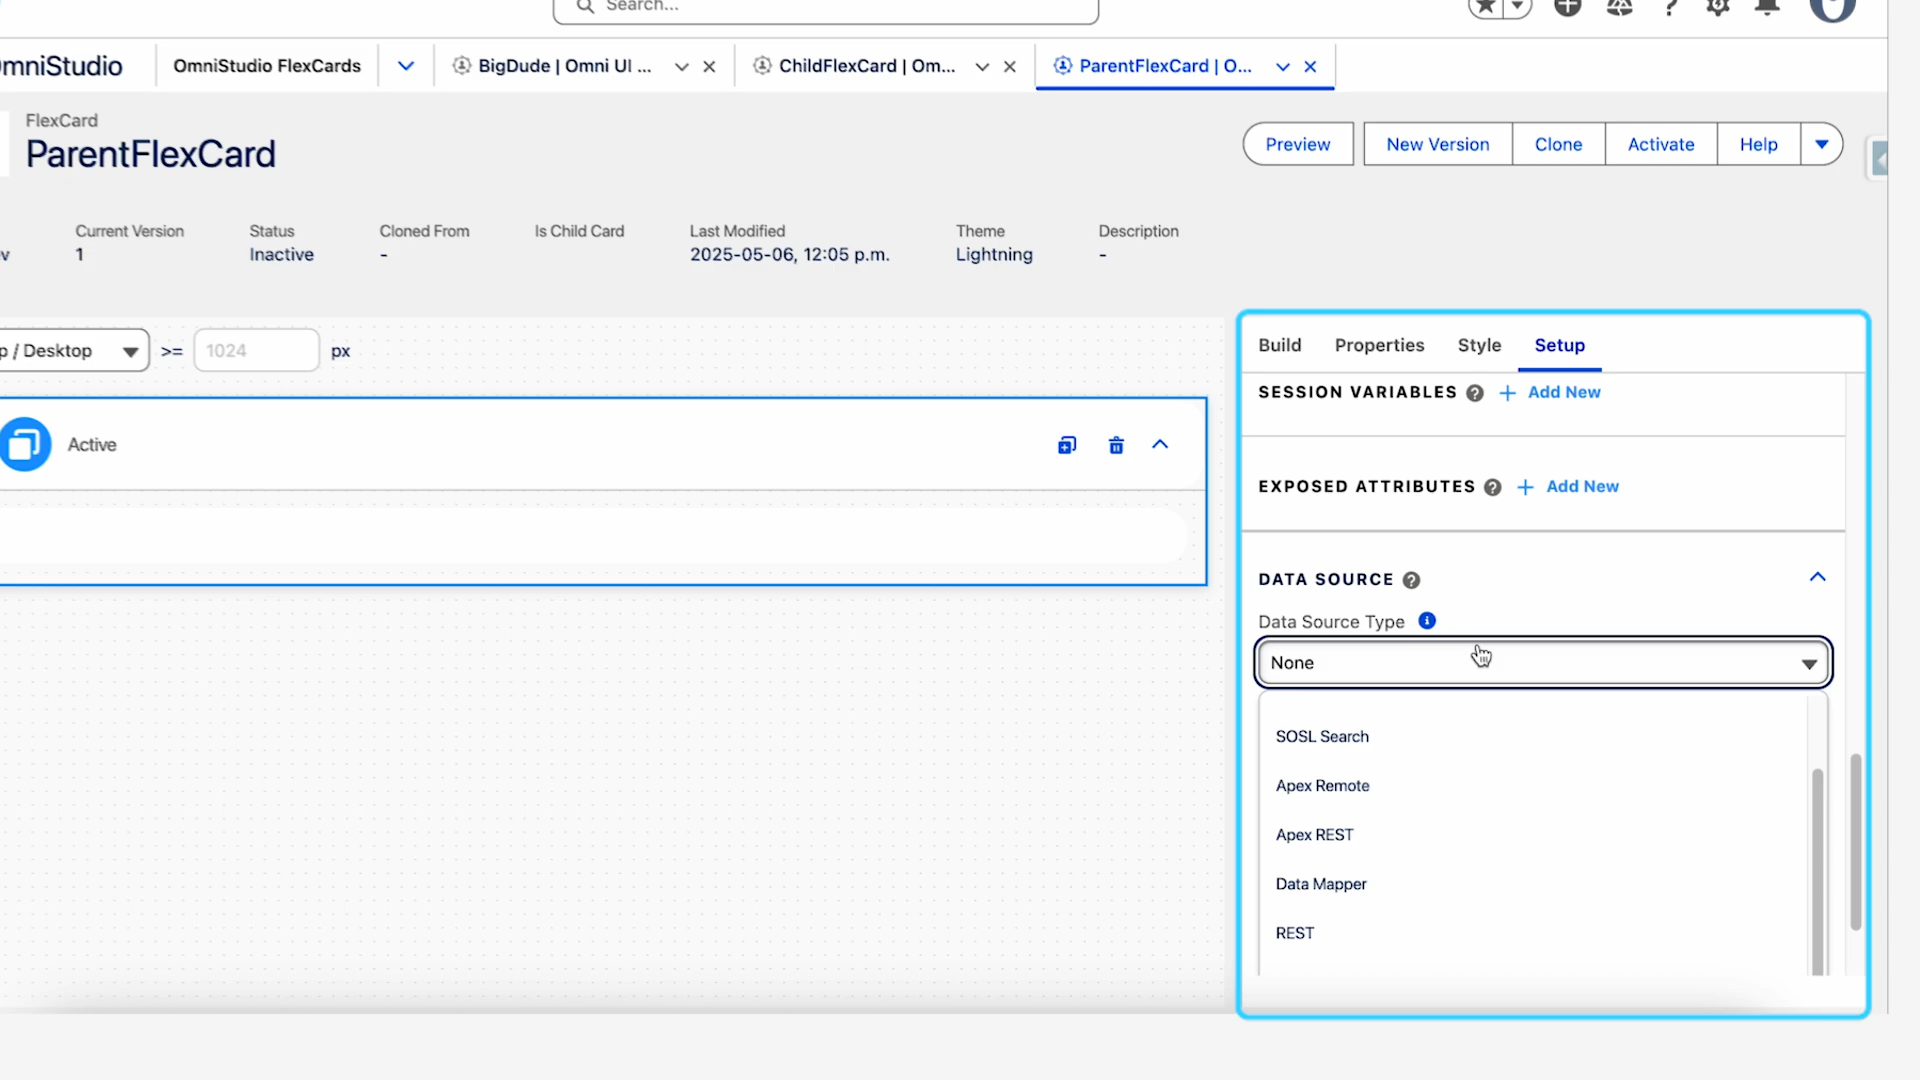 Search...
mniStudio
OmniStudio FlexCards
BigDude | Omni UI ...
ChildFlexCard | Om...
ParentFlexCard | O...
FlexCard
ParentFlexCard
Preview
New Version
Clone
Activate
Help
Current Version
Status
Cloned From
Is Child Card
Last Modified
Theme
Description
v
1
Inactive
-
2025-05-06, 12:05 p.m.
Lightning
-
p / Desktop
>=
1024
px
Active
Build
Properties
Style
Setup
SESSION VARIABLES
Add New
EXPOSED ATTRIBUTES
Add New
DATA SOURCE
Data Source Type
None
SOSL Search
Apex Remote
Apex REST
Data Mapper
REST